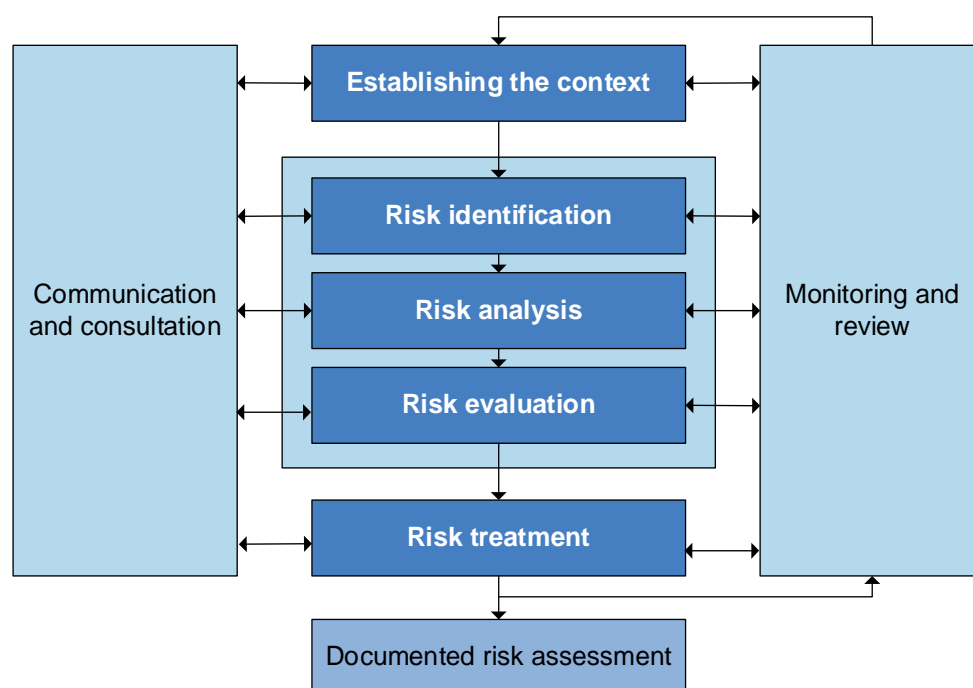 Establishing the context
Risk identification
Communication
and consultation
Risk analysis
Monitoring and
review
Risk evaluation
Risk treatment
Documented risk assessment